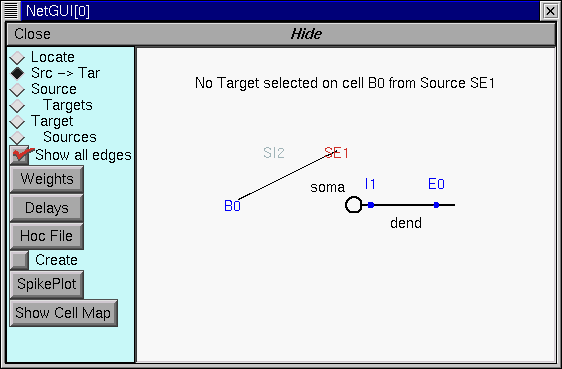 NetGUI[0]
Close
Hide
Locate
Src -> Tar
Source
Targets
Target
Sources
Show all edges
Weights
Delays
Hoc File
Create
SpikePlot
Show Cell Map
No Target selected on cell B0 from Source SE1
SI2
SE1
B0
soma
I1
E0
dend